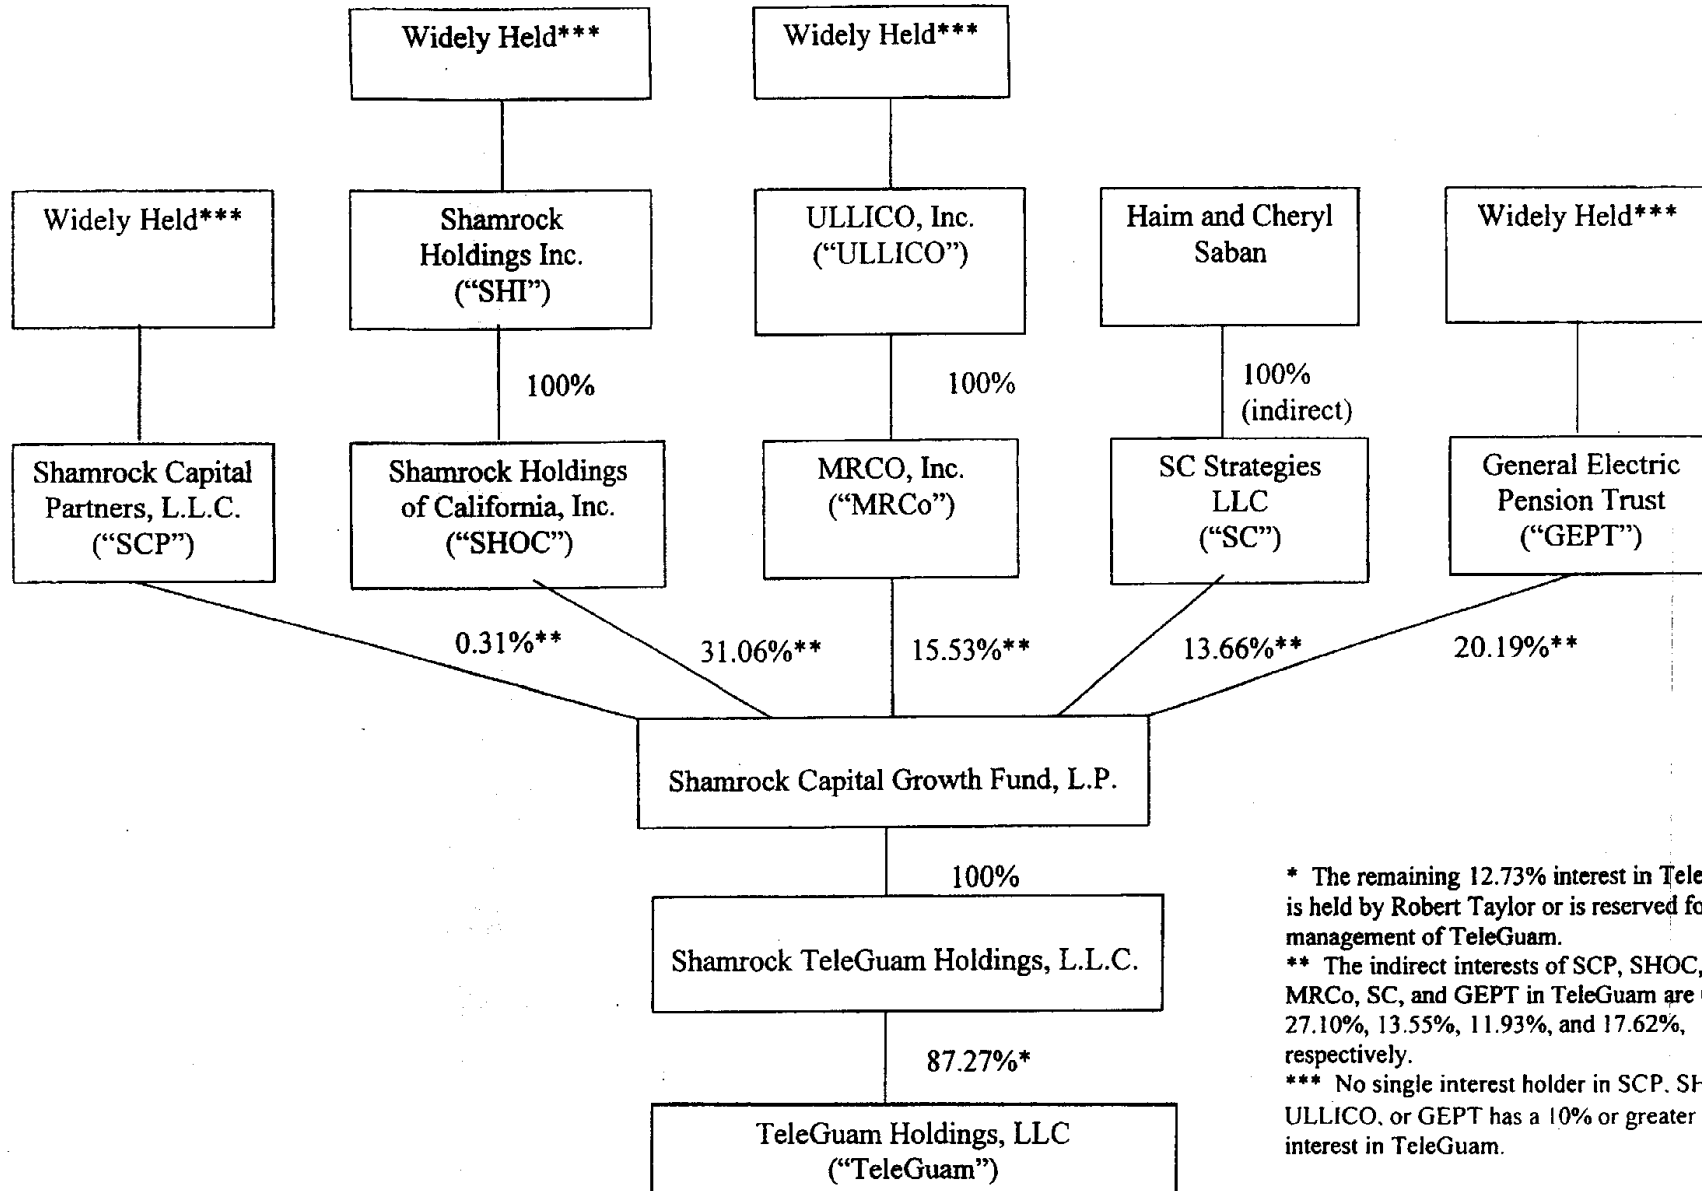 Widely Held***
Widely Held***
Widely Held***
Shamrock
Holdings Inc.
(“SHI”)
ULLICO, Inc.
(“ULLICO”)
Haim and Cheryl
Saban
Widely Held***
100%
100%
100%
(indirect)
Shamrock Capital
Partners, L.L.C.
(“SCP”)
Shamrock Holdings
of California, Inc.
(“SHOC”)
MRCO, Inc.
(“MRCo”)
SC Strategies
LLC
(“SC”)
General Electric
Pension Trust
(“GEPT”)
0.31%**
31.06%**
15.53%**
13.66%**
20.19%**
Shamrock Capital Growth Fund, L.P.
100%
Shamrock TeleGuam Holdings, L.L.C.
87.27%*
TeleGuam Holdings, LLC
(“TeleGuam”)
* The remaining 12.73% interest in Tele
is held by Robert Taylor or is reserved fo
management of TeleGuam.
** The indirect interests of SCP, SHOC,
MRCo, SC, and GEPT in TeleGuam are
27.10%, 13.55%, 11.93%, and 17.62%,
respectively.
*** No single interest holder in SCP, SH
ULLICO, or GEPT has a 10% or greater
interest in TeleGuam.